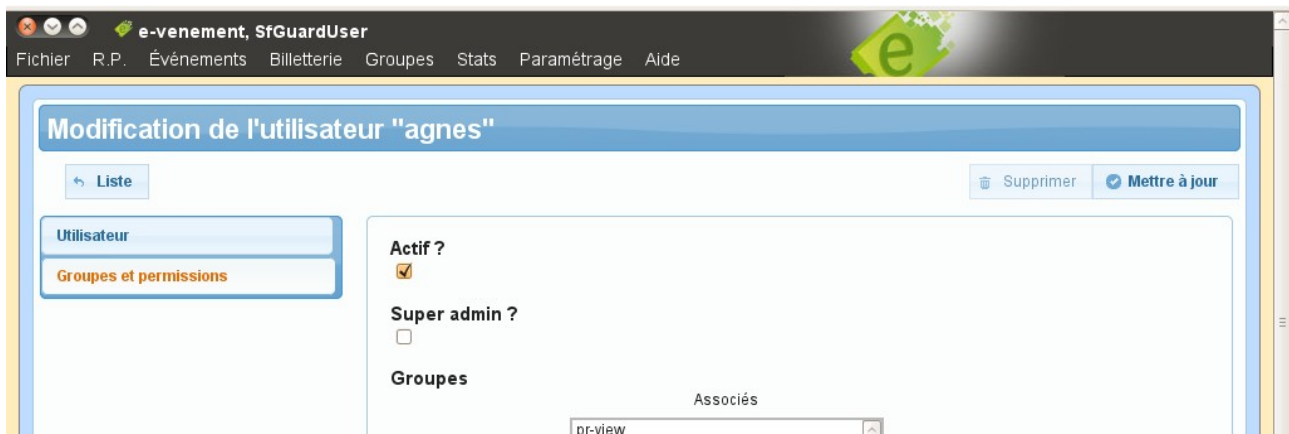 e-venement, SfGuardUser
Fichier R.P. Événements Billetterie Groupes Stats Paramétrage Aide
e
Modification de l'utilisateur "agnes"
Liste
Supprimer Mettre à jour
Utilisateur
Groupes et permissions
Actif ?
Super admin ?
Groupes
Associés
pr-view